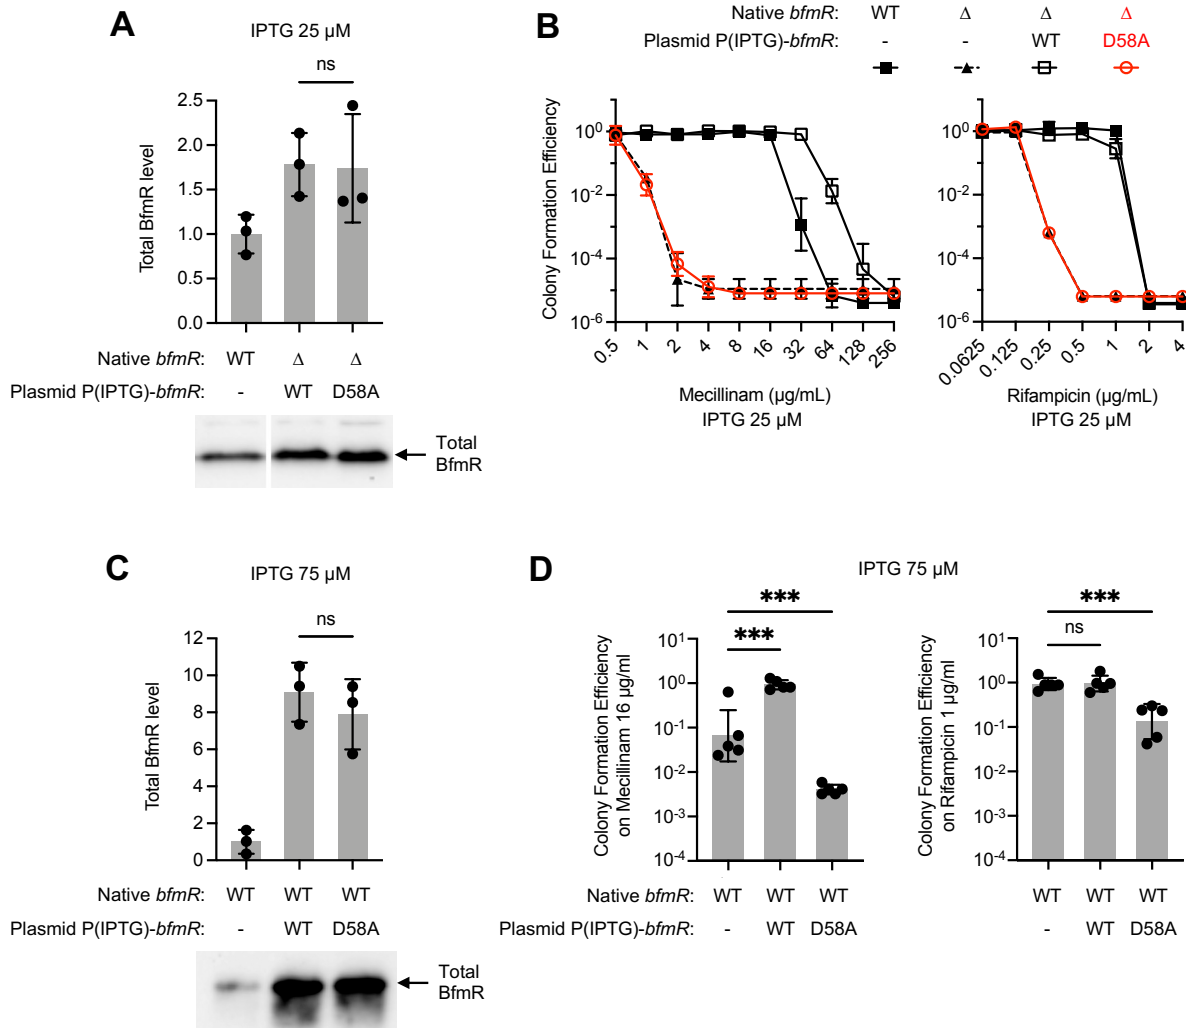 A
IPTG 25 µM
ns
Total BfmR level
2.5
2.0
1.5
1.0
0.5
0.0
Native bfmR: WT Δ Δ
Plasmid P(IPTG)-bfmR: - WT D58A
Total
BfmR
B
Native bfmR: WT Δ Δ Δ
Plasmid P(IPTG)-bfmR: - - WT D58A
Colony Formation Efficiency
10⁰
10⁻²
10⁻⁴
10⁻⁶
0.5 1 2 4 8 16 32 64 128 256
Mecillinam (µg/mL)
IPTG 25 µM
10⁰
10⁻²
10⁻⁴
10⁻⁶
0.0625 0.125 0.25 0.5 1 2 4
Rifampicin (µg/mL)
IPTG 25 µM
C
IPTG 75 µM
ns
Total BfmR level
12
10
8
6
4
2
0
Native bfmR: WT WT WT
Plasmid P(IPTG)-bfmR: - WT D58A
Total
BfmR
D
IPTG 75 µM
***
***
Colony Formation Efficiency
on Mecillinam 16 µg/ml
10¹
10⁰
10⁻¹
10⁻²
10⁻³
10⁻⁴
***
ns
Colony Formation Efficiency
on Rifampicin 1 µg/ml
10¹
10⁰
10⁻¹
10⁻²
10⁻³
10⁻⁴
Native bfmR: WT WT WT WT WT WT
Plasmid P(IPTG)-bfmR: - WT D58A - WT D58A